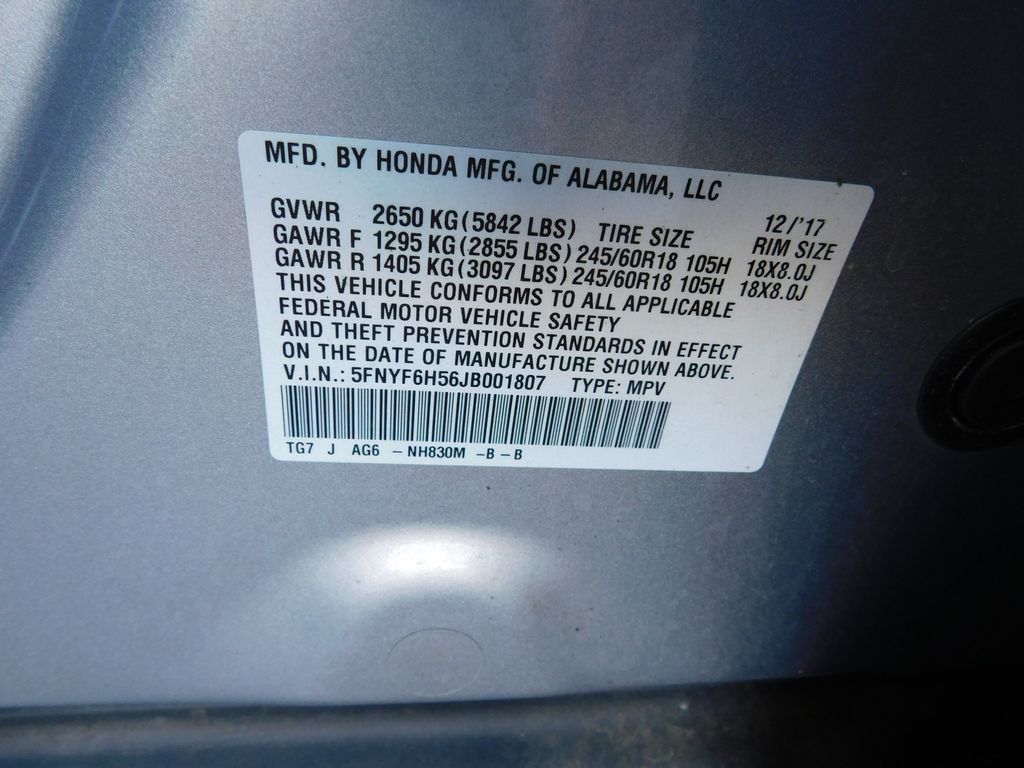 MFD. BY HONDA MFG. OF ALABAMA, LLC
12/'17
GVWR 2650 KG (5842 LBS) TIRE SIZE RIM SIZE
GAWR F 1295 KG (2855 LBS) 245/60R18 105H 18X8.0J
GAWR R 1405 KG (3097 LBS) 245/60R18 105H 18X8.0J
THIS VEHICLE CONFORMS TO ALL APPLICABLE
FEDERAL MOTOR VEHICLE SAFETY
AND THEFT PREVENTION STANDARDS IN EFFECT
ON THE DATE OF MANUFACTURE SHOWN ABOVE.
V.I.N.: 5FNYF6H56JB001807 TYPE: MPV
TG7 J AG6 - NH830M - B - B